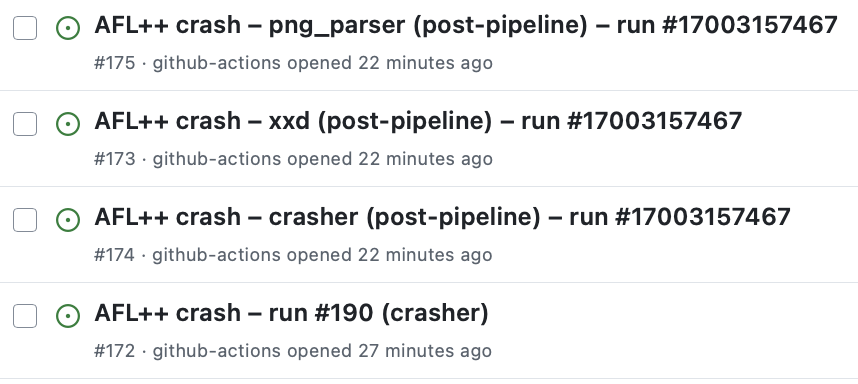 AFL++ crash – png_parser (post-pipeline) – run #17003157467
#175 · github-actions opened 22 minutes ago
AFL++ crash – xxd (post-pipeline) – run #17003157467
#173 · github-actions opened 22 minutes ago
AFL++ crash – crasher (post-pipeline) – run #17003157467
#174 · github-actions opened 22 minutes ago
AFL++ crash – run #190 (crasher)
#172 · github-actions opened 27 minutes ago